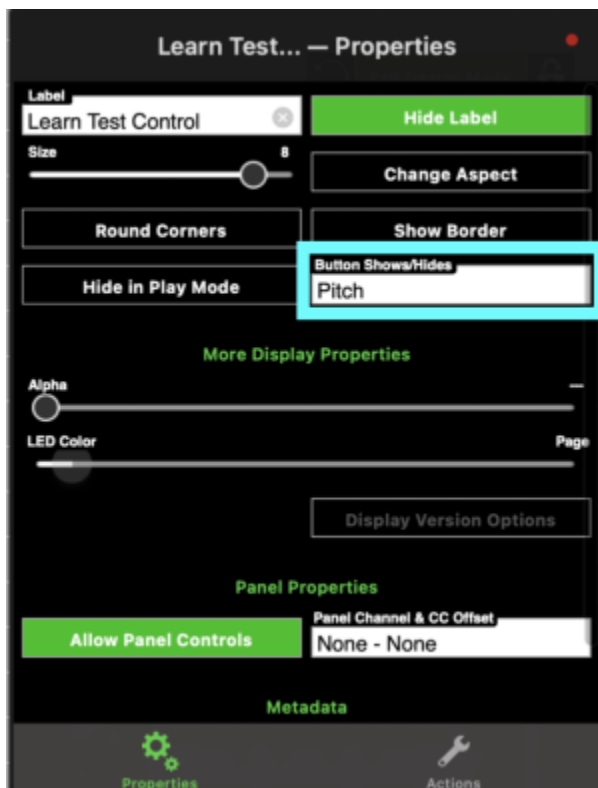 Learn Test... — Properties
Label
Learn Test Control
Hide Label
Size
8
Change Aspect
Round Corners
Show Border
Hide in Play Mode
Button Shows/Hides
Pitch
More Display Properties
Alpha
—
LED Color
Page
Display Version Options
Panel Properties
Allow Panel Controls
Panel Channel & CC Offset
None - None
Metadata
Properties
Actions